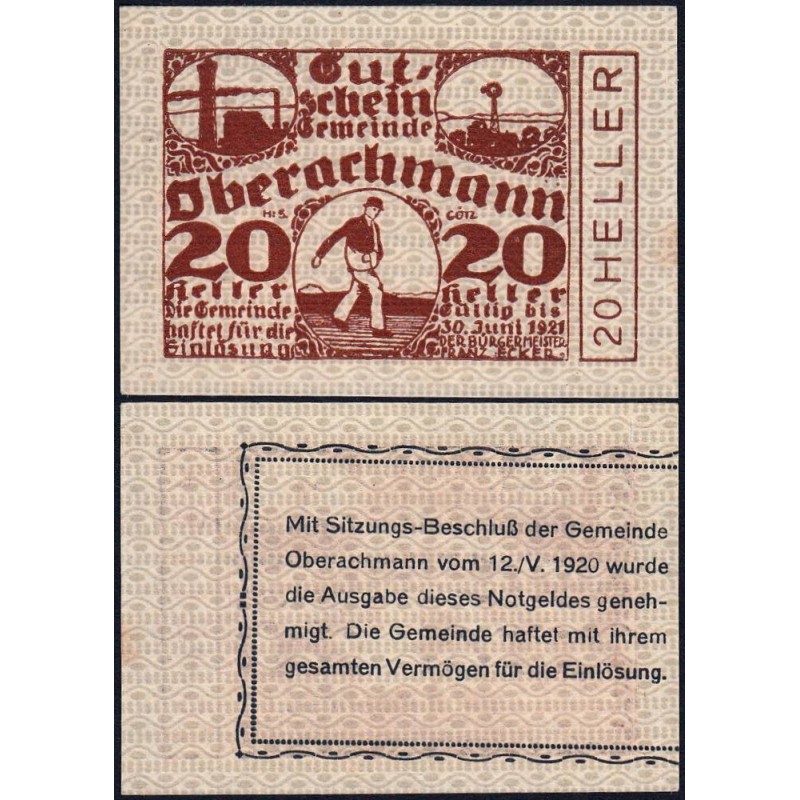 Gut-
schein
Gemeinde
Oberachmann
HRS. GÖTZ
20 20
Heller Heller
Die Gemeinde
haftet für die
Einlösung
Gültig bis
30. Juni 1921
DER BÜRGERMEISTER
FRANZ ECKER.
20 HELLER
Mit Sitzungs-Beschluß der Gemeinde
Oberachmann vom 12./V. 1920 wurde
die Ausgabe dieses Notgeldes geneh-
migt. Die Gemeinde haftet mit ihrem
gesamten Vermögen für die Einlösung.